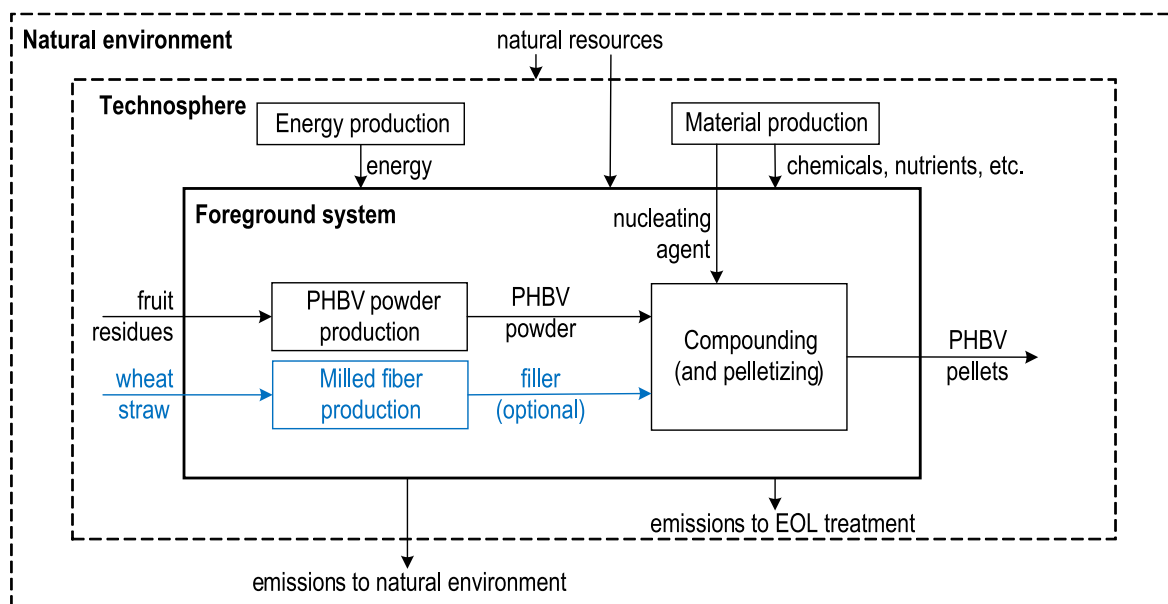 Natural environment
natural resources
Technosphere
Energy production
Material production
energy
chemicals, nutrients, etc.
Foreground system
nucleating
agent
fruit
residues
PHBV powder
production
PHBV
powder
Compounding
(and pelletizing)
PHBV
pellets
wheat
straw
Milled fiber
production
filler
(optional)
emissions to EOL treatment
emissions to natural environment